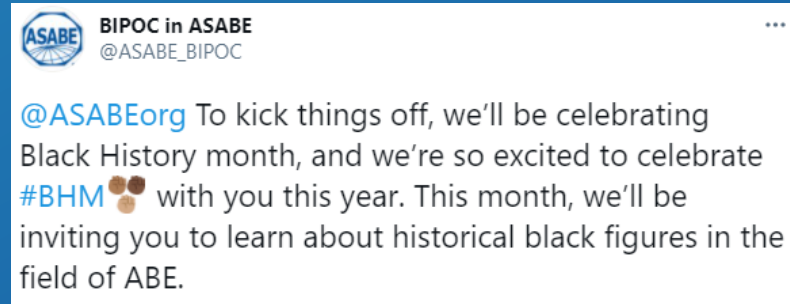 ASABE
BIPOC in ASABE
@ASABE_BIPOC
@ASABEorg To kick things off, we'll be celebrating
Black History month, and we're so excited to celebrate
#BHM✊🏾✊🏿✊🏼 with you this year. This month, we'll be
inviting you to learn about historical black figures in the
field of ABE.